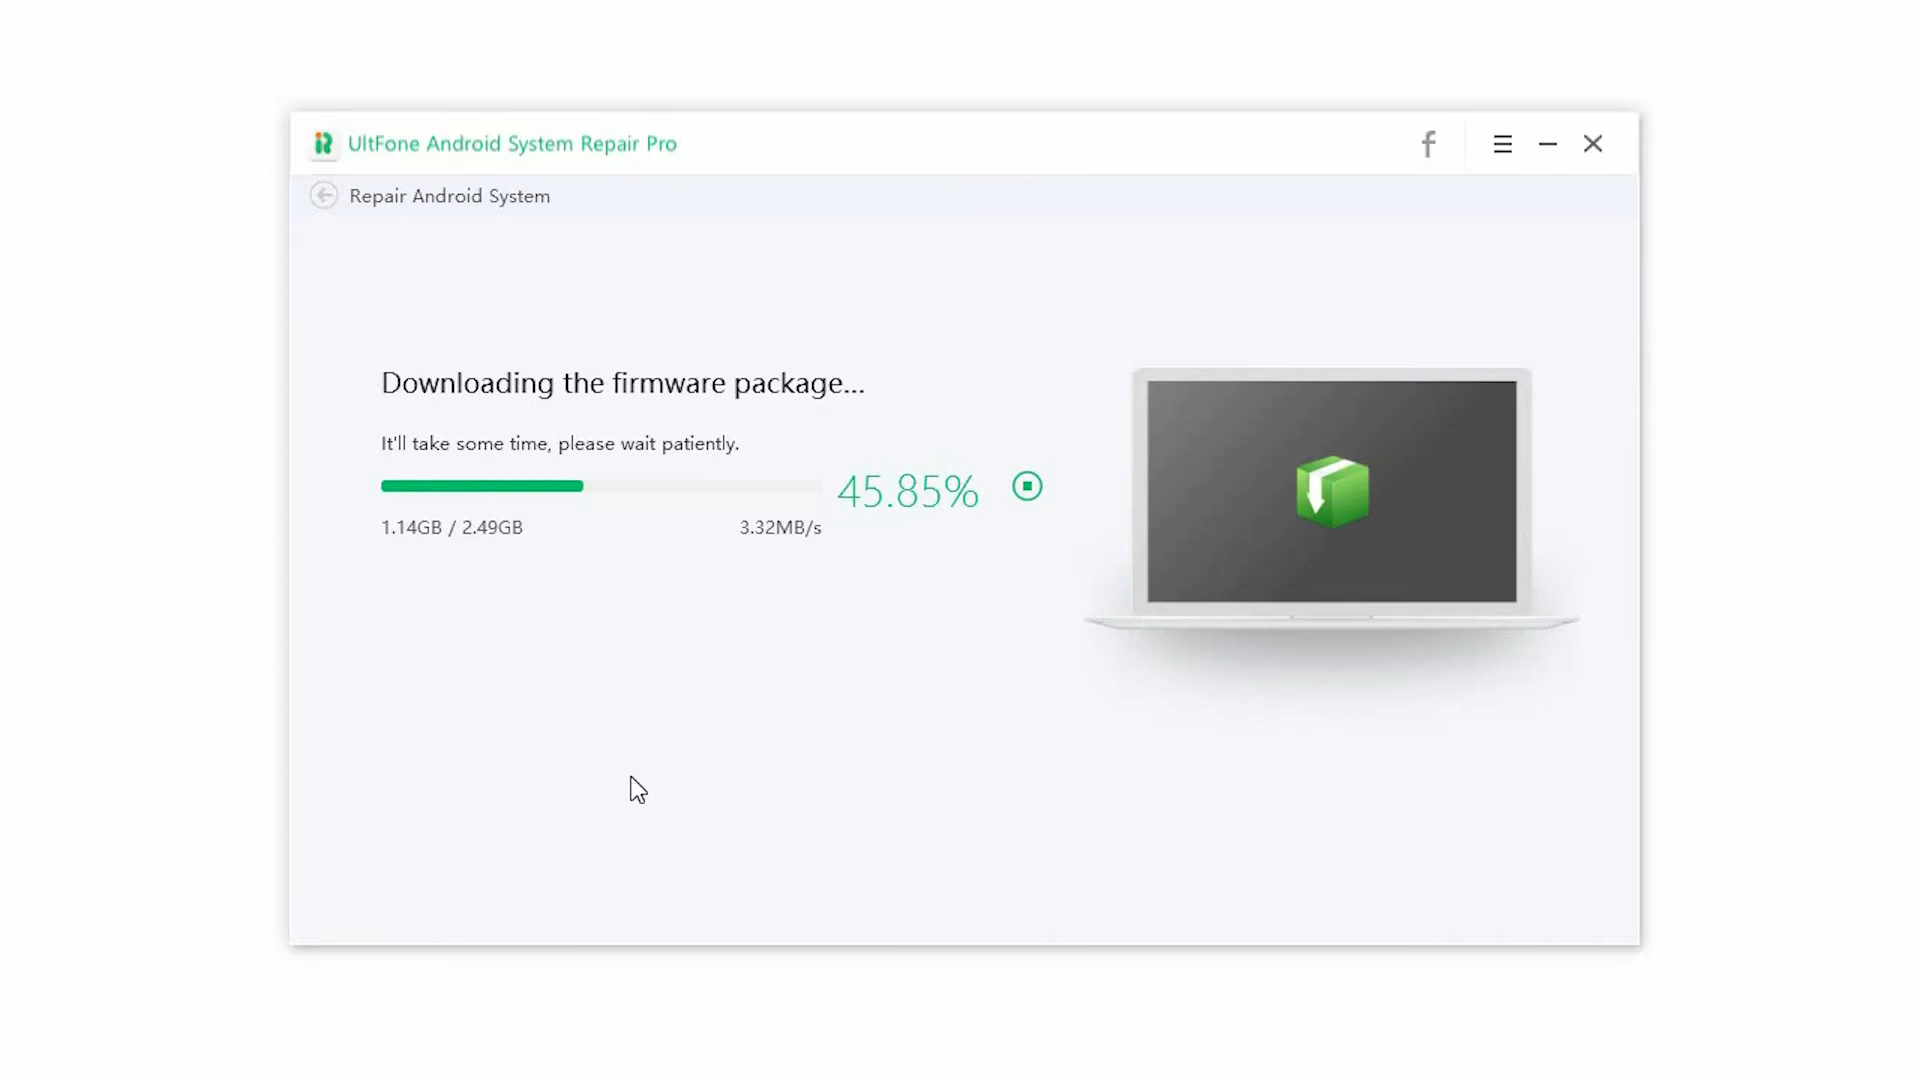 UltFone Android System Repair Pro
Repair Android System
Downloading the firmware package...
It'll take some time, please wait patiently.
45.85%
1.14GB / 2.49GB
3.32MB/s